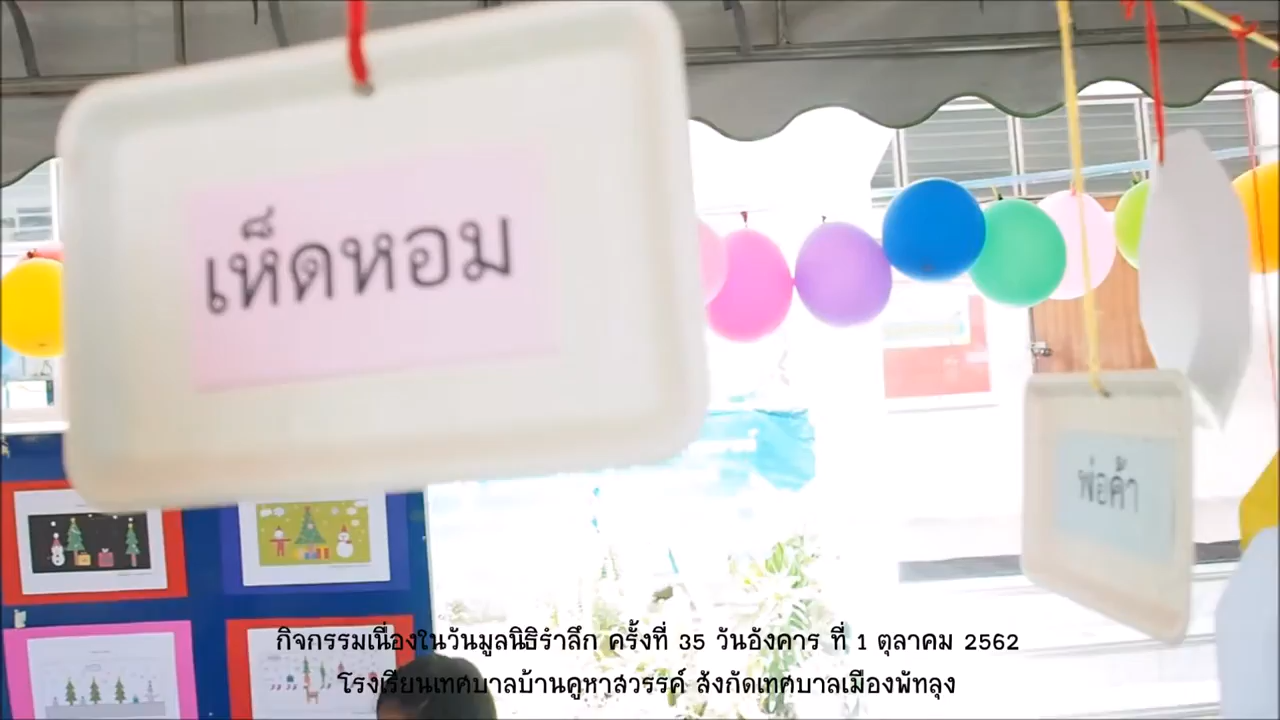 เห็ดหอม
พ่อค้า
กิจกรรมเนื่องในวันมูลนิธิรำลึก ครั้งที่ 35 วันอังคาร ที่ 1 ตุลาคม 2562
โรงเรียนเทศบาลบ้านคูหาสวรรค์ สังกัดเทศบาลเมืองพัทลุง